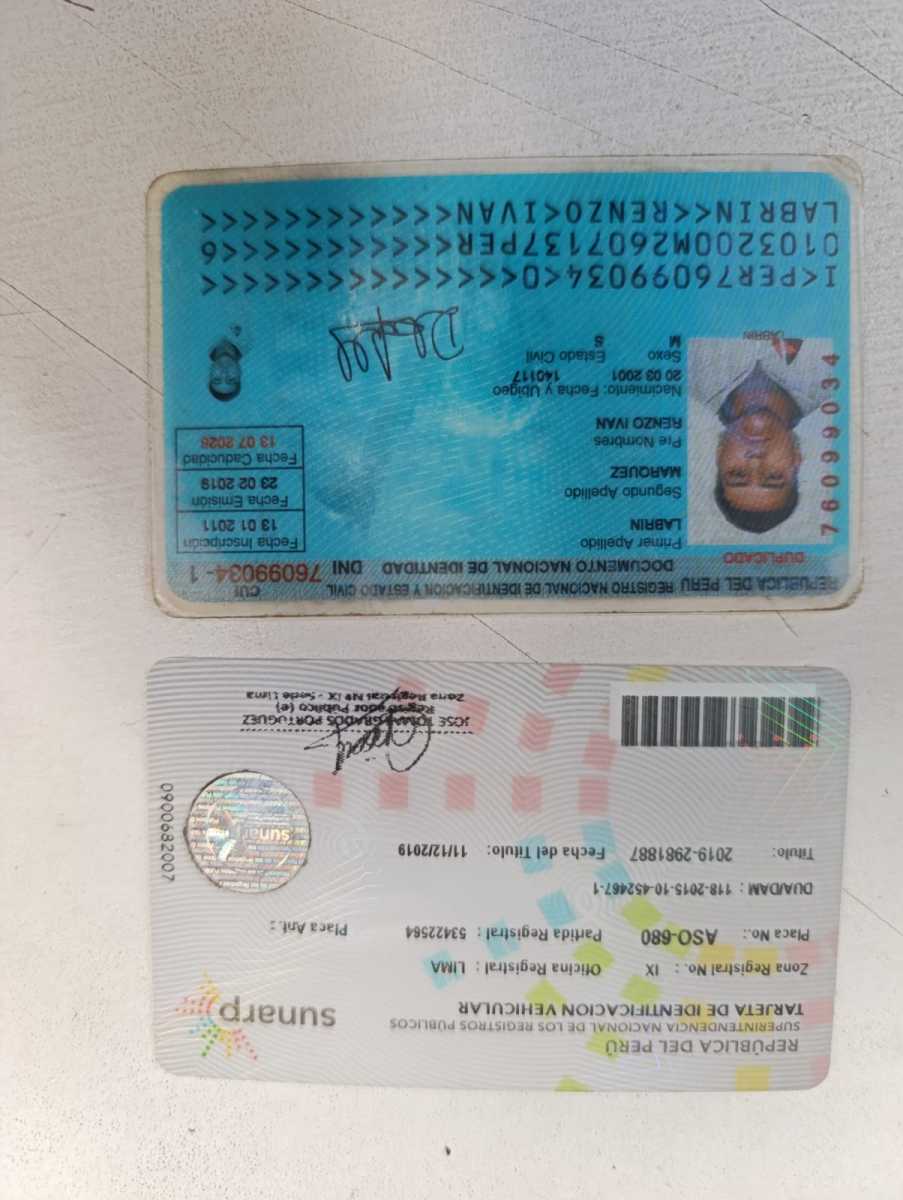 REPÚBLICA DEL PERÚ
SUPERINTENDENCIA NACIONAL DE LOS REGISTROS PÚBLICOS
TARJETA DE IDENTIFICACION VEHICULAR
sunarp
Zona Registral No.: IX Oficina Registral : LIMA
Placa No.: ASO-680 Partida Registral : 53422564 Placa Ant.:
DUA/DAM : 118-2015-10-452467-1
Titulo: 2019-2981887 Fecha del Titulo: 11/12/2019
0900682007
sunarp
JOSE TOMAS GRADOS PORTUGUEZ
Registrador Público (e)
Zona Registral Nº IX - Sede Lima
REPUBLICA DEL PERU REGISTRO NACIONAL DE IDENTIFICACION Y ESTADO CIVIL CUI
DUPLICADO DOCUMENTO NACIONAL DE IDENTIDAD DNI 76099034 - 1
Primer Apellido
LABRIN
Segundo Apellido
MARQUEZ
Pre Nombres
RENZO IVAN
Nacimiento: Fecha y Ubigeo
20 03 2001 140117
Sexo Estado Civil
M S
Fecha Inscripción
13 01 2011
Fecha Emisión
23 02 2019
Fecha Caducidad
13 07 2026
76099034
LABRIN
I<PER76099034<0<<<<<<<<<<<<<<<
0103200M2607137PER<<<<<<<<<<<6
LABRIN<<RENZO<IVAN<<<<<<<<<<<<